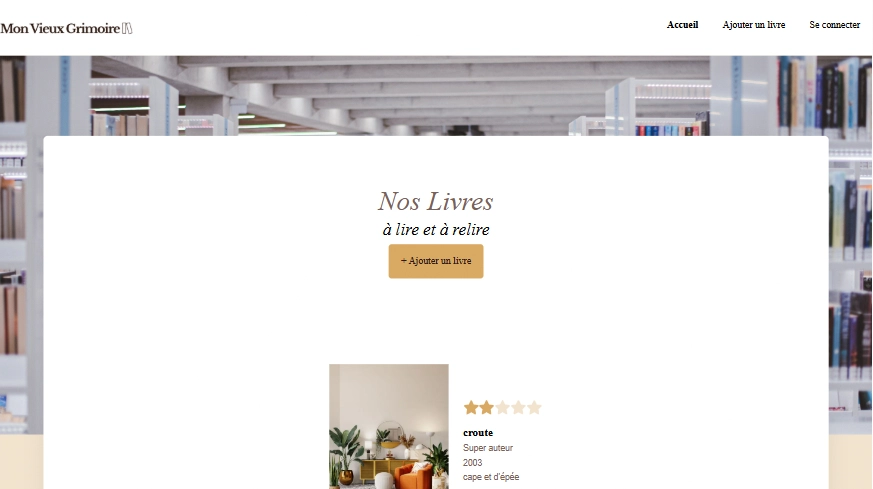 Mon Vieux Grimoire
Accueil
Ajouter un livre
Se connecter
Nos Livres
à lire et à relire
+ Ajouter un livre
croute
Super auteur
2003
cape et d'épée